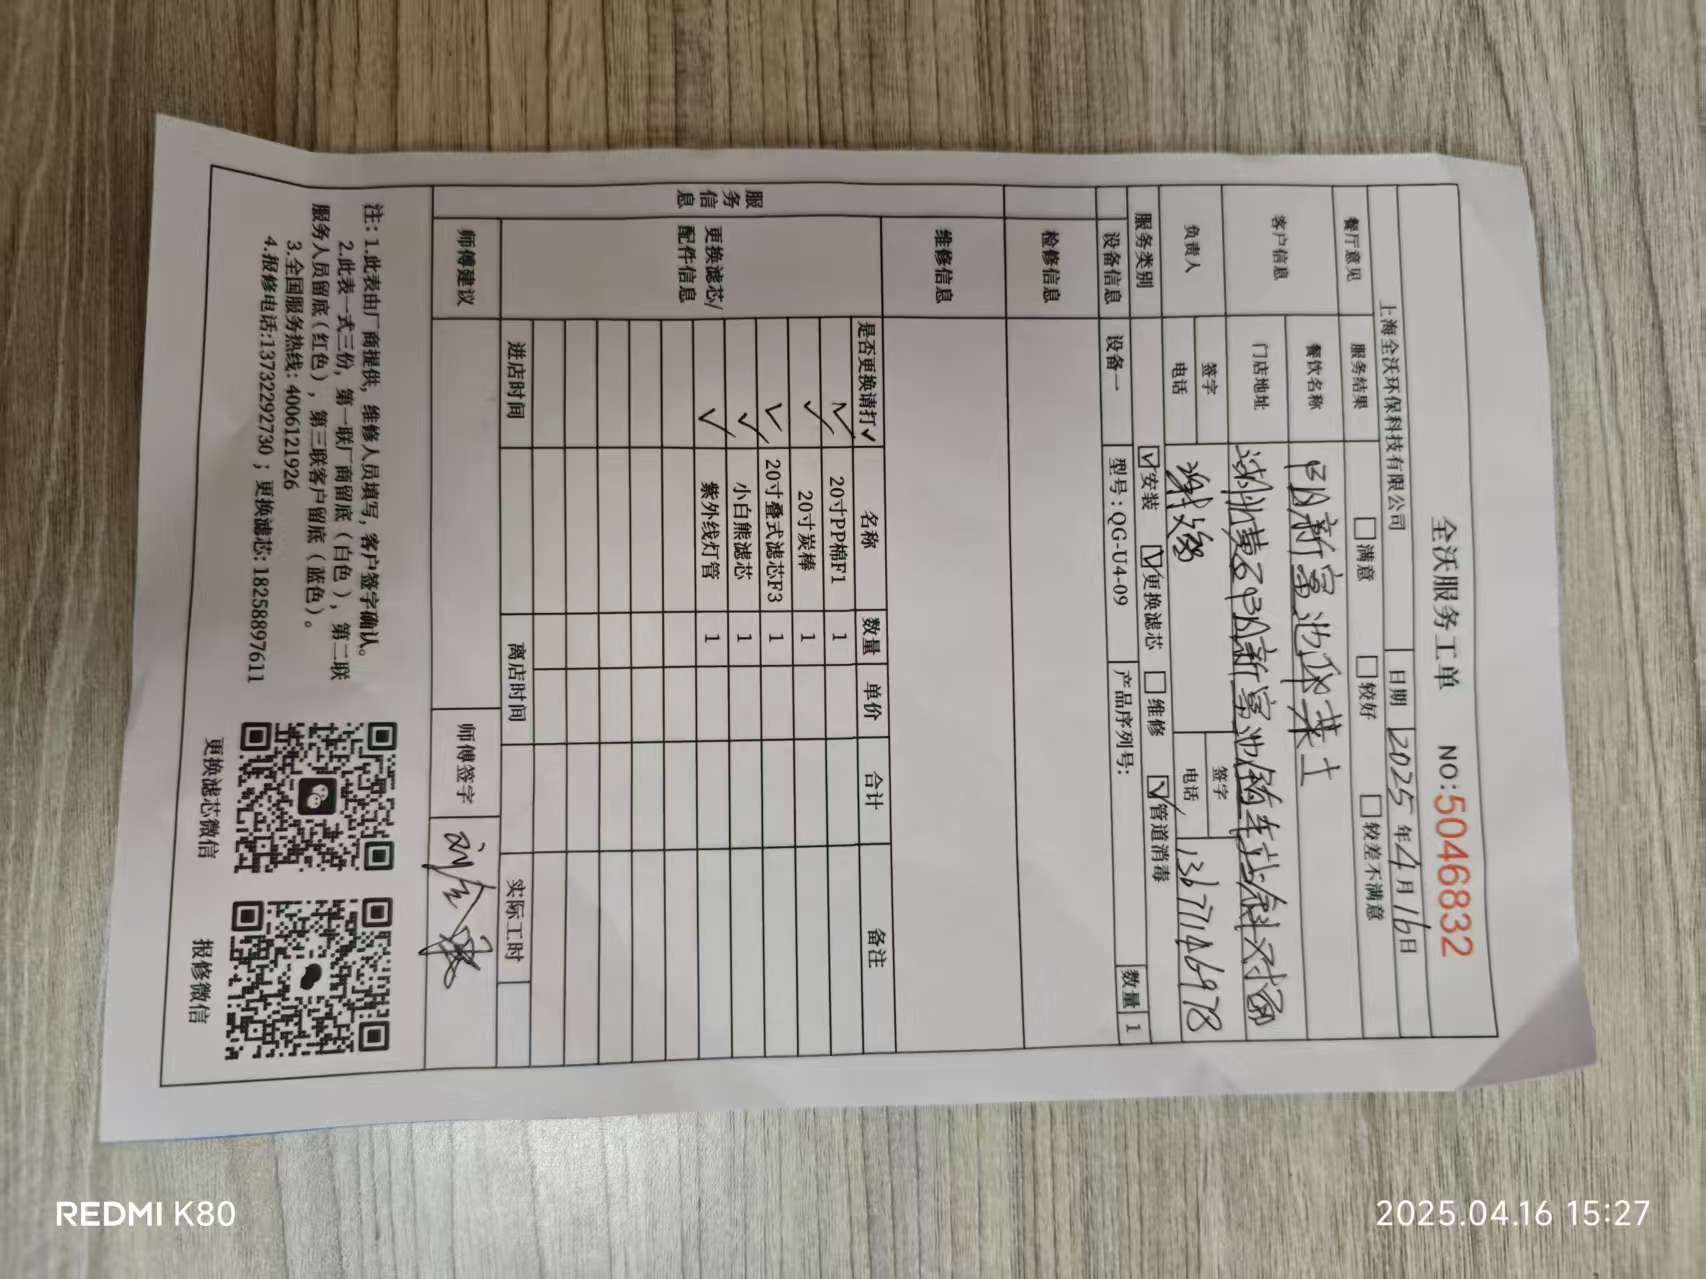 全沃服务工单 NO:5046832
上海全沃环保科技有限公司 日期 2025年4月16日
餐厅意见 服务结果 □满意 □较好 □较差不满意
客户信息 餐饮名称 阳新富池
门店地址 阳新富池 对面
负责人 签字 签字
电话 电话 1367146978
服务类别 ☑安装 ☑更换滤芯 □维修 ☑管道消毒
设备信息 设备一 型号:QG-U4-09 产品序列号: 数量 1
服务信息
检修信息
维修信息
更换滤芯/配件信息
是否更换请打✓ 名称 数量 单价 合计 备注
✓ 20寸PP棉F1 1
✓ 20寸炭棒 1
✓ 20寸叠式滤芯F3 1
✓ 小白熊滤芯 1
✓ 紫外线灯管 1
进店时间 离店时间 实际工时
师傅建议 师傅签字
注: 1.此表由厂商提供, 维修人员填写, 客户签字确认。
2.此表一式三份, 第一联厂商留底 (白色), 第二联
服务人员留底 (红色), 第三联客户留底 (蓝色)。
3.全国服务热线: 4006121926
4.报修电话:13732292730 ; 更换滤芯: 18258897611
更换滤芯微信 报修微信
REDMI K80
2025.04.16 15:27